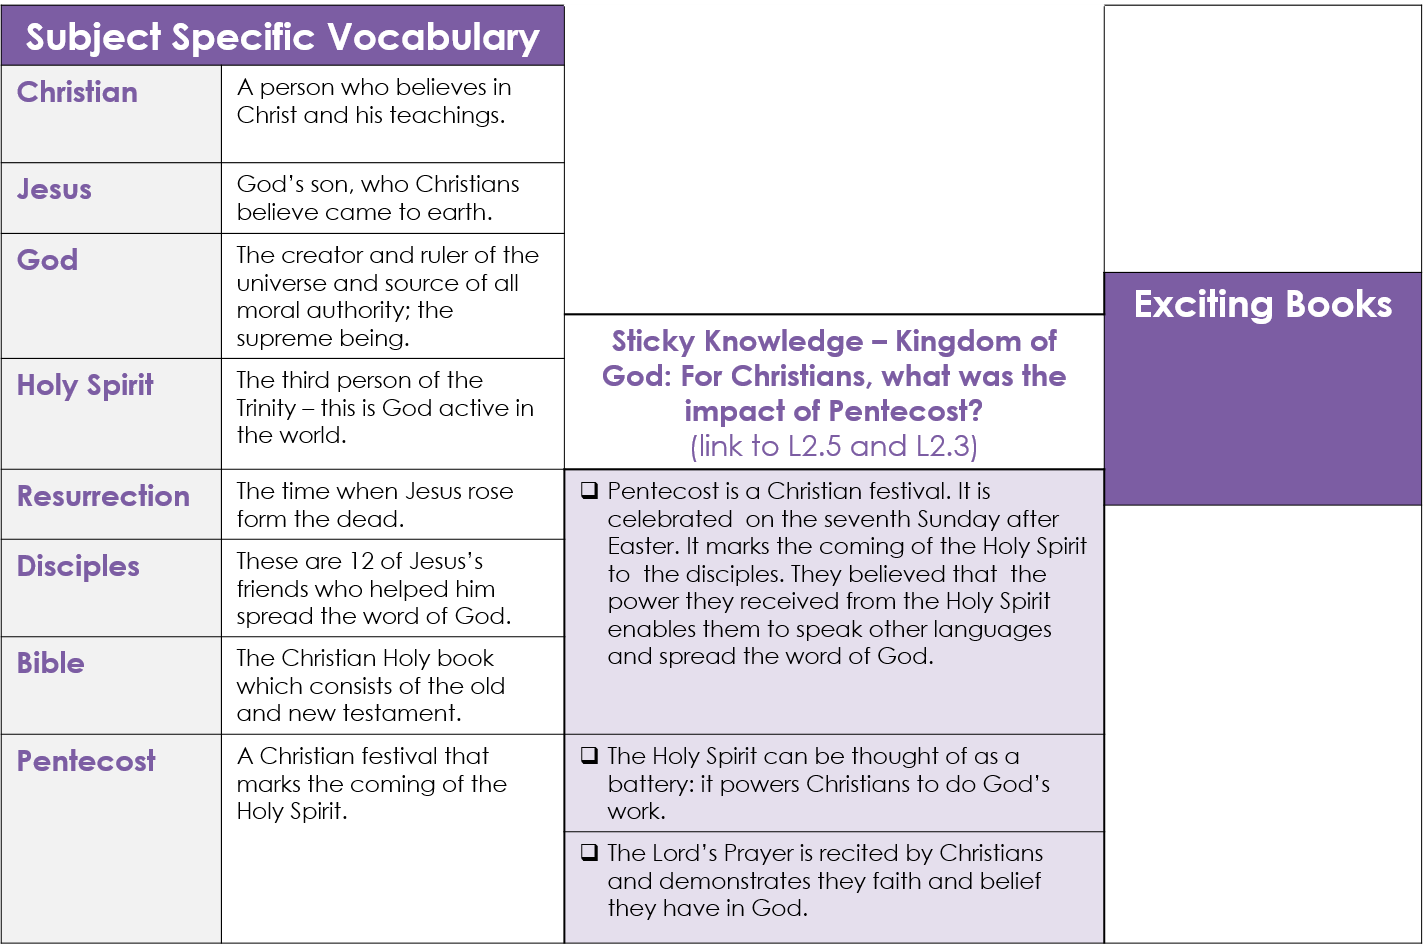 Subject Specific Vocabulary
Christian
A person who believes in
Christ and his teachings.
Jesus
God’s son, who Christians
believe came to earth.
God
The creator and ruler of the
universe and source of all
moral authority; the
supreme being.
Holy Spirit
The third person of the
Trinity – this is God active in
the world.
Resurrection
The time when Jesus rose
form the dead.
Disciples
These are 12 of Jesus’s
friends who helped him
spread the word of God.
Bible
The Christian Holy book
which consists of the old
and new testament.
Pentecost
A Christian festival that
marks the coming of the
Holy Spirit.
Sticky Knowledge – Kingdom of
God: For Christians, what was the
impact of Pentecost?
(link to L2.5 and L2.3)
❑ Pentecost is a Christian festival. It is
celebrated  on the seventh Sunday after
Easter. It marks the coming of the Holy Spirit
to  the disciples. They believed that  the
power they received from the Holy Spirit
enables them to speak other languages
and spread the word of God.
❑ The Holy Spirit can be thought of as a
battery: it powers Christians to do God’s
work.
❑ The Lord’s Prayer is recited by Christians
and demonstrates they faith and belief
they have in God.
Exciting Books